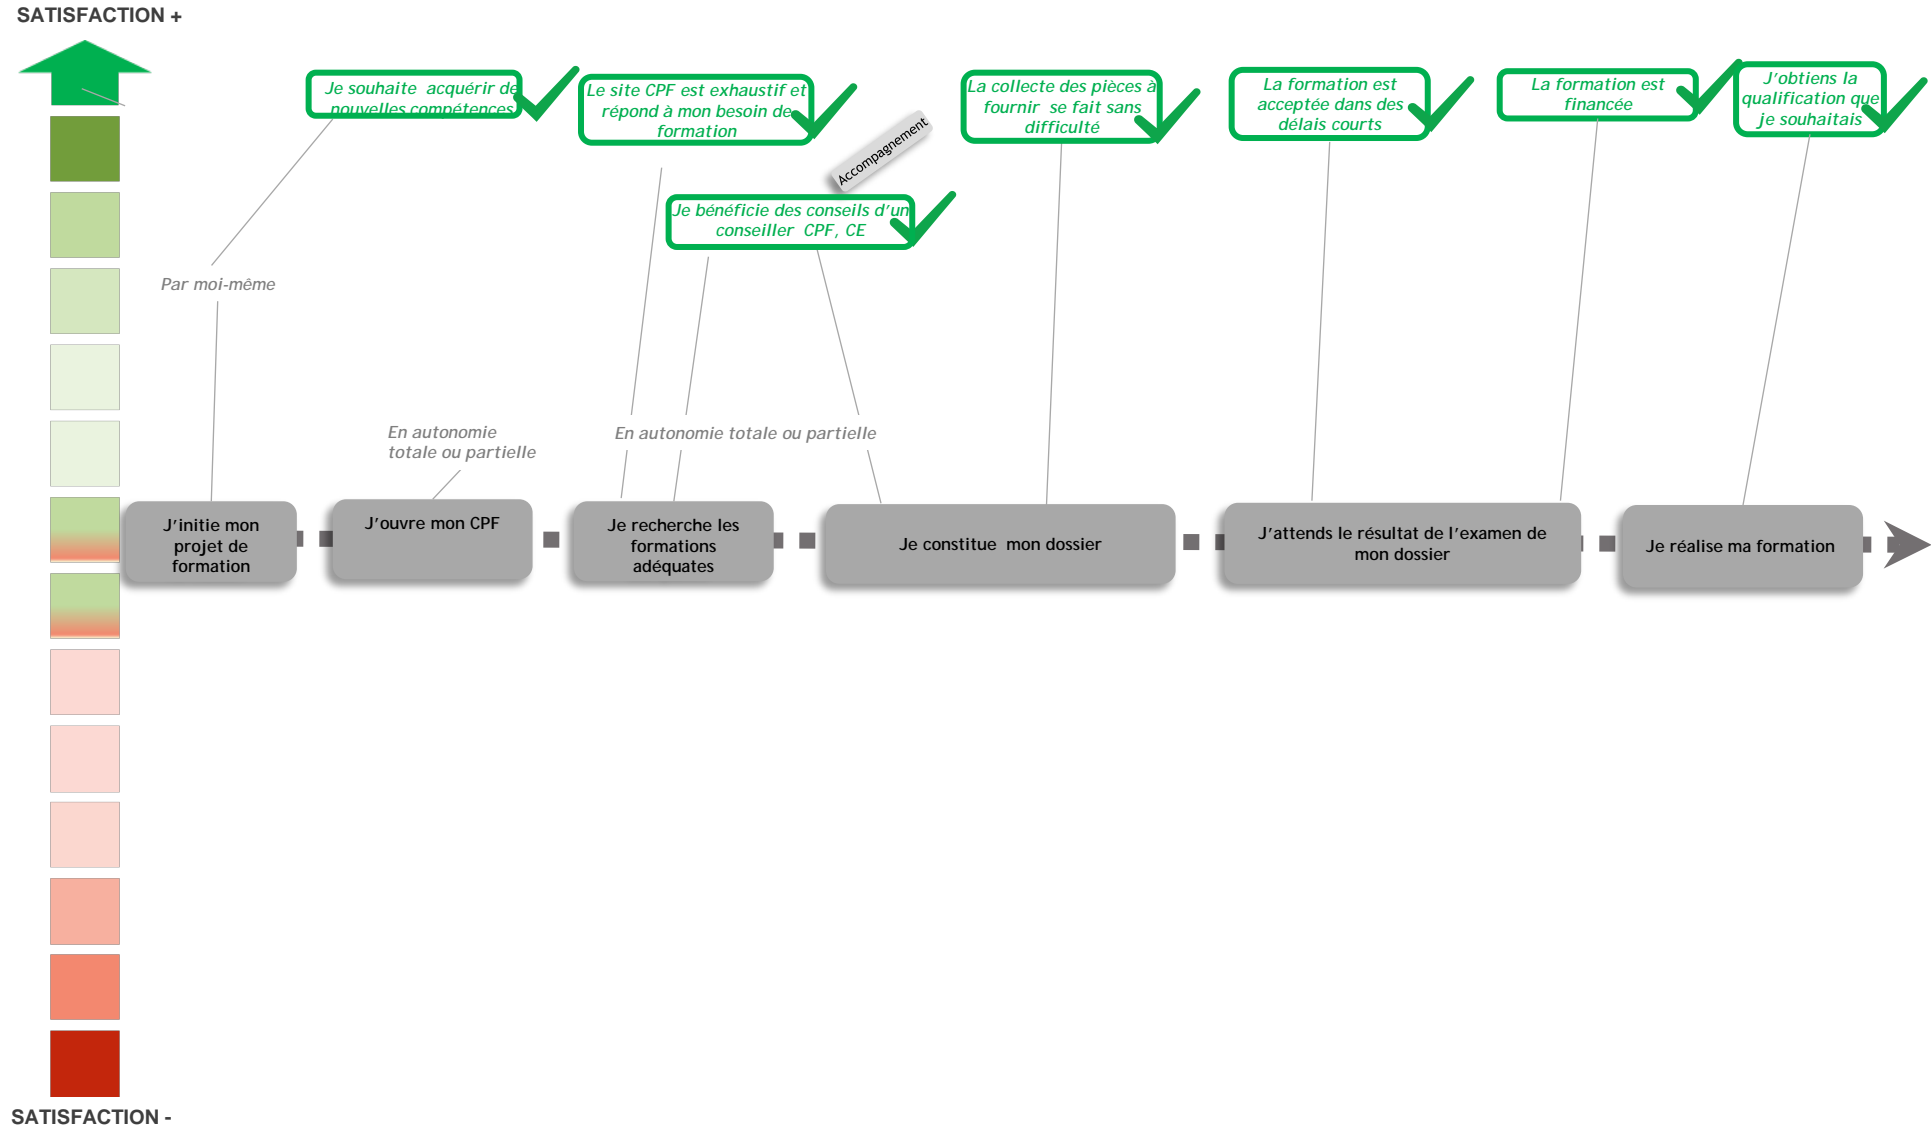 SATISFACTION +
Je souhaite acquérir de
nouvelles compétences
Le site CPF est exhaustif et
répond à mon besoin de
formation
La collecte des pièces à
fournir se fait sans
difficulté
La formation est
acceptée dans des
délais courts
La formation est
financée
J'obtiens la
qualification que
je souhaitais
Accompagnement
Je bénéficie des conseils d'un
conseiller CPF, CE
Par moi-même
En autonomie
totale ou partielle
En autonomie totale ou partielle
J'initie mon
projet de
formation
J'ouvre mon CPF
Je recherche les
formations
adéquates
Je constitue mon dossier
J'attends le résultat de l'examen de
mon dossier
Je réalise ma formation
SATISFACTION -